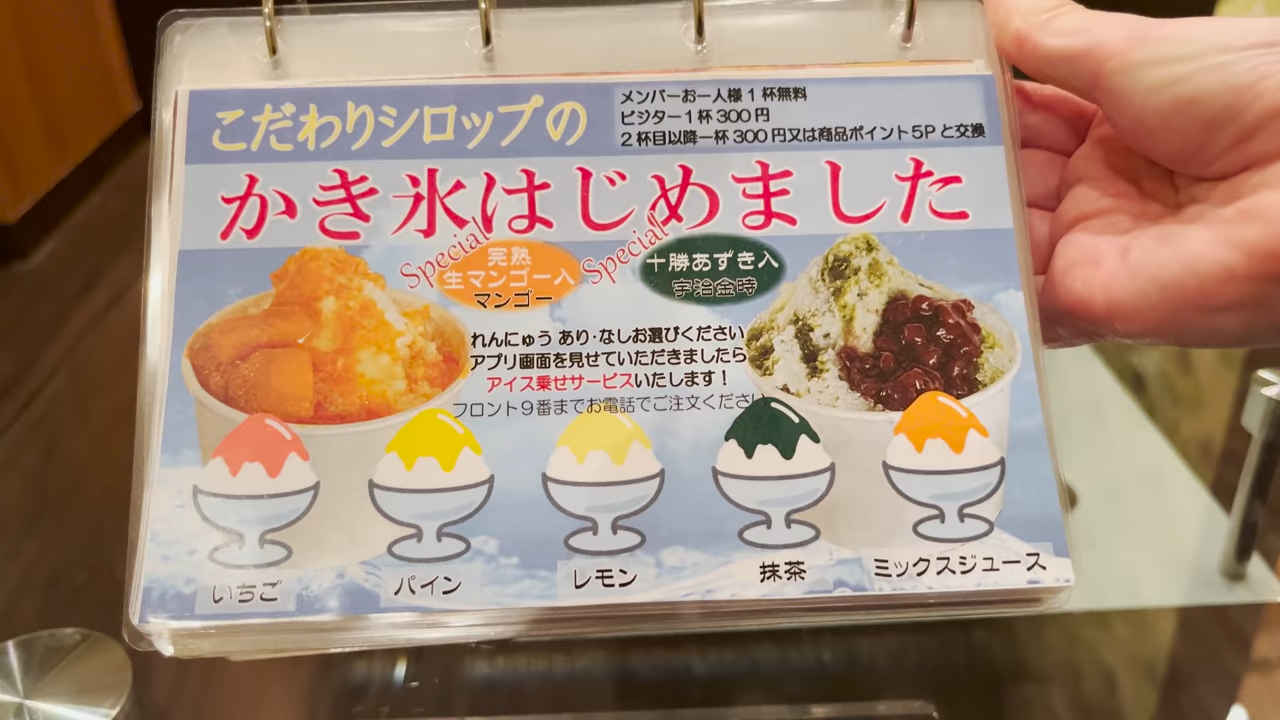 こだわりシロップの
メンバーお一人様1杯無料
ビジター1杯300円
2杯目以降一杯300円又は商品ポイント5Pと交換
かき氷はじめました
Special
完熟
生マンゴー入
マンゴー
Special
十勝あずき入
宇治金時
れんにゅう あり・なしお選びください
アプリ画面を見せていただきましたら
アイス乗せサービスいたします！
フロント9番までお電話でご注文ください
いちご
パイン
レモン
抹茶
ミックスジュース